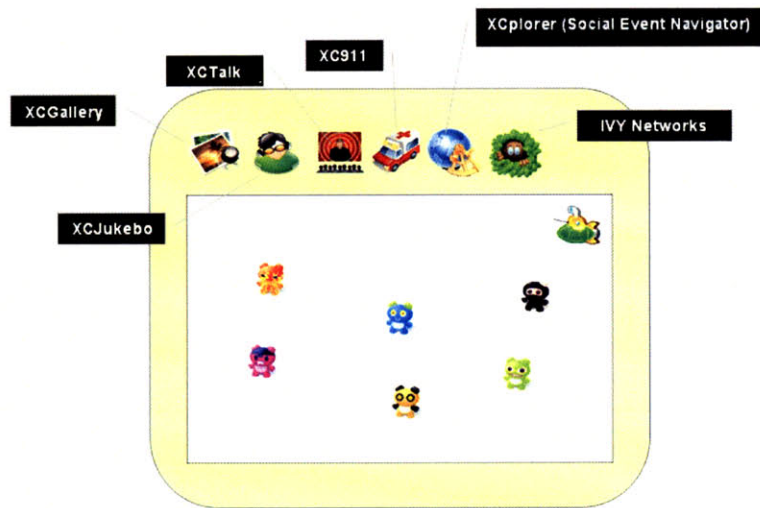 XCplorer (Social Event Navigator)
XC911
XCTalk
XCGallery
IVY Networks
XCJukebo